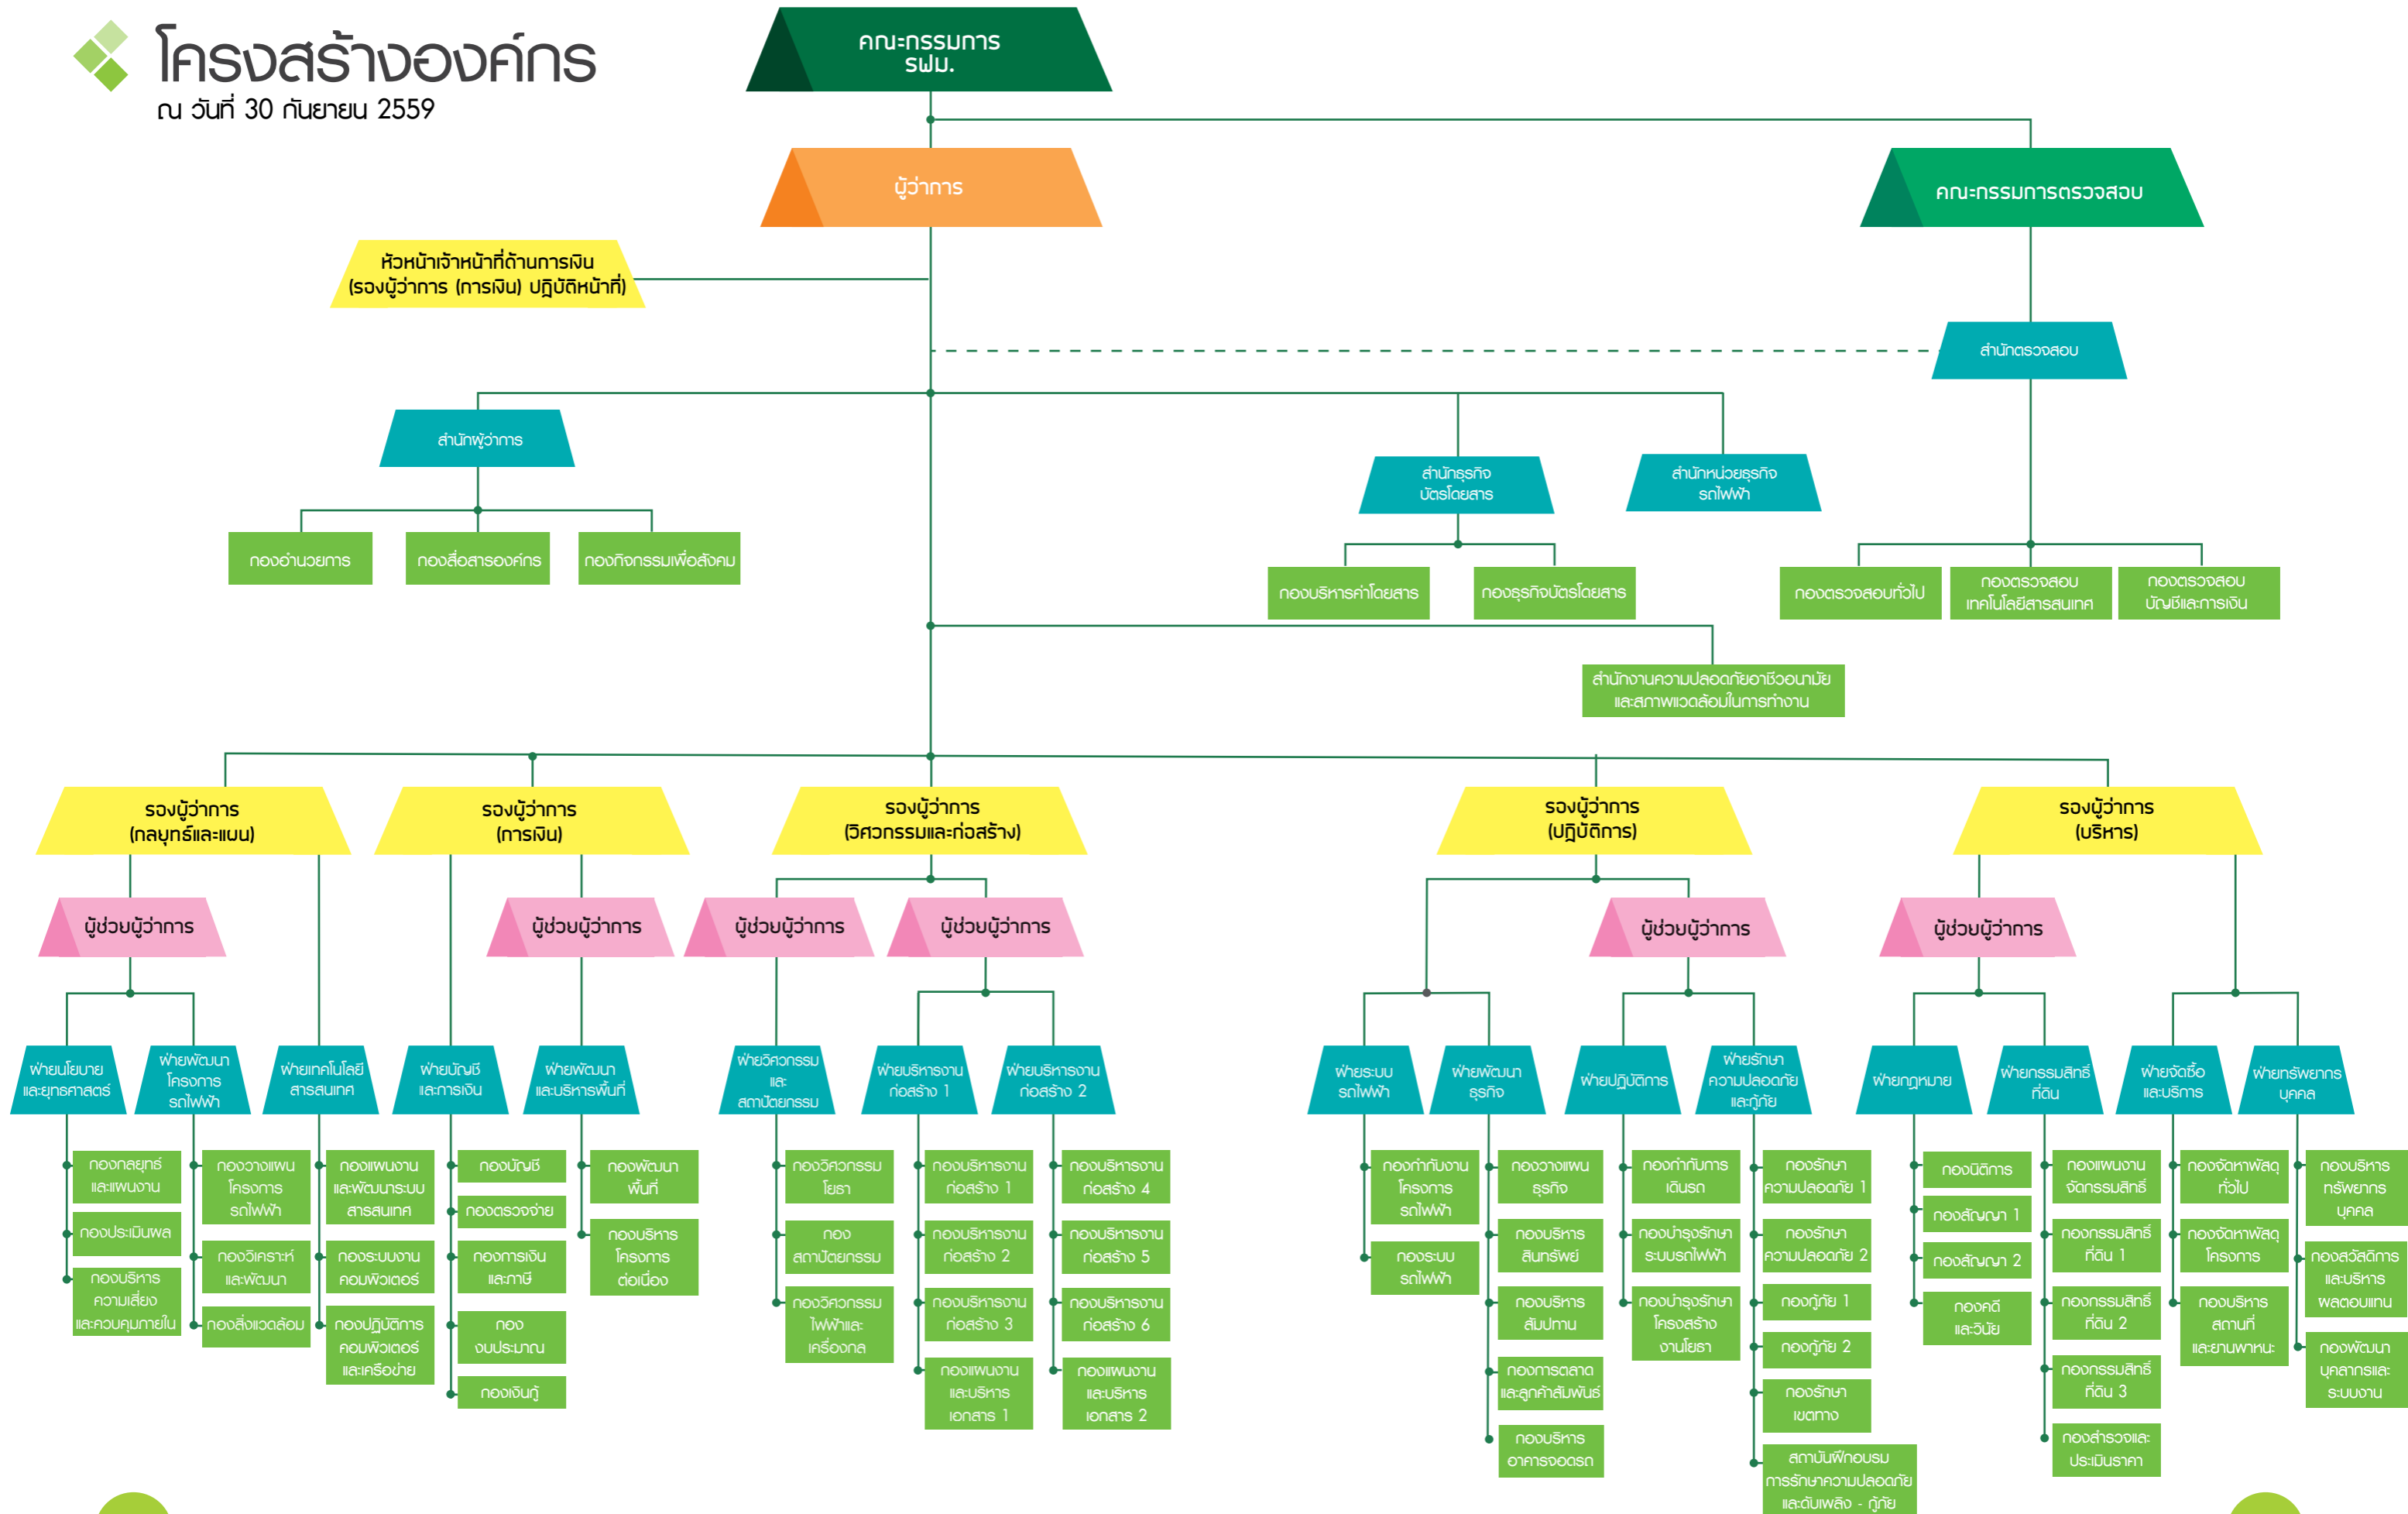 โครงสร้างองค์กร
ณ วันที่ 30 กันยายน 2559
คณะกรรมการ
รฟม.
ผู้ว่าการ
คณะกรรมการตรวจสอบ
หัวหน้าเจ้าหน้าที่ด้านการเงิน
(รองผู้ว่าการ (การเงิน) ปฏิบัติหน้าที่)
สำนักตรวจสอบ
สำนักผู้ว่าการ
สำนักธุรกิจ
บัตรโดยสาร
สำนักหน่วยธุรกิจ
รถไฟฟ้า
กองอำนวยการ
กองสื่อสารองค์กร
กองกิจกรรมเพื่อสังคม
กองบริหารค่าโดยสาร
กองธุรกิจบัตรโดยสาร
กองตรวจสอบทั่วไป
กองตรวจสอบ
เทคโนโลยีสารสนเทศ
กองตรวจสอบ
บัญชีและการเงิน
สำนักงานความปลอดภัยอาชีวอนามัย
และสภาพแวดล้อมในการทำงาน
รองผู้ว่าการ
(กลยุทธ์และแผน)
รองผู้ว่าการ
(การเงิน)
รองผู้ว่าการ
(วิศวกรรมและก่อสร้าง)
รองผู้ว่าการ
(ปฏิบัติการ)
รองผู้ว่าการ
(บริหาร)
ผู้ช่วยผู้ว่าการ
ผู้ช่วยผู้ว่าการ
ผู้ช่วยผู้ว่าการ
ผู้ช่วยผู้ว่าการ
ผู้ช่วยผู้ว่าการ
ผู้ช่วยผู้ว่าการ
ฝ่ายนโยบาย
และยุทธศาสตร์
ฝ่ายพัฒนา
โครงการ
รถไฟฟ้า
ฝ่ายเทคโนโลยี
สารสนเทศ
ฝ่ายบัญชี
และการเงิน
ฝ่ายพัฒนา
และบริหารพื้นที่
ฝ่ายวิศวกรรม
และ
สถาปัตยกรรม
ฝ่ายบริหารงาน
ก่อสร้าง 1
ฝ่ายบริหารงาน
ก่อสร้าง 2
ฝ่ายระบบ
รถไฟฟ้า
ฝ่ายพัฒนา
ธุรกิจ
ฝ่ายปฏิบัติการ
ฝ่ายรักษา
ความปลอดภัย
และกู้ภัย
ฝ่ายกฎหมาย
ฝ่ายกรรมสิทธิ์
ที่ดิน
ฝ่ายจัดซื้อ
และบริการ
ฝ่ายทรัพยากร
บุคคล
กองกลยุทธ์
และแผนงาน
กองประเมินผล
กองบริหาร
ความเสี่ยง
และควบคุมภายใน
กองวางแผน
โครงการ
รถไฟฟ้า
กองวิเคราะห์
และพัฒนา
กองสิ่งแวดล้อม
กองแผนงาน
และพัฒนาระบบ
สารสนเทศ
กองระบบงาน
คอมพิวเตอร์
กองปฏิบัติการ
คอมพิวเตอร์
และเครือข่าย
กองบัญชี
กองตรวจจ่าย
กองการเงิน
และภาษี
กอง
งบประมาณ
กองเงินกู้
กองพัฒนา
พื้นที่
กองบริหาร
โครงการ
ต่อเนื่อง
กองวิศวกรรม
โยธา
กอง
สถาปัตยกรรม
กองวิศวกรรม
ไฟฟ้าและ
เครื่องกล
กองบริหารงาน
ก่อสร้าง 1
กองบริหารงาน
ก่อสร้าง 2
กองบริหารงาน
ก่อสร้าง 3
กองแผนงาน
และบริหาร
เอกสาร 1
กองบริหารงาน
ก่อสร้าง 4
กองบริหารงาน
ก่อสร้าง 5
กองบริหารงาน
ก่อสร้าง 6
กองแผนงาน
และบริหาร
เอกสาร 2
กองกำกับงาน
โครงการ
รถไฟฟ้า
กองระบบ
รถไฟฟ้า
กองวางแผน
ธุรกิจ
กองบริหาร
สินทรัพย์
กองบริหาร
สัมปทาน
กองการตลาด
และลูกค้าสัมพันธ์
กองบริหาร
อาคารจอดรถ
กองกำกับการ
เดินรถ
กองบำรุงรักษา
ระบบรถไฟฟ้า
กองบำรุงรักษา
โครงสร้าง
งานโยธา
กองรักษา
ความปลอดภัย 1
กองรักษา
ความปลอดภัย 2
กองกู้ภัย 1
กองกู้ภัย 2
กองรักษา
เขตทาง
สถาบันฝึกอบรม
การรักษาความปลอดภัย
และดับเพลิง - กู้ภัย
กองนิติการ
กองสัญญา 1
กองสัญญา 2
กองคดี
และวินัย
กองแผนงาน
จัดกรรมสิทธิ์
กองกรรมสิทธิ์
ที่ดิน 1
กองกรรมสิทธิ์
ที่ดิน 2
กองกรรมสิทธิ์
ที่ดิน 3
กองสำรวจและ
ประเมินราคา
กองจัดหาพัสดุ
ทั่วไป
กองจัดหาพัสดุ
โครงการ
กองบริหาร
สถานที่
และยานพาหนะ
กองบริหาร
ทรัพยากร
บุคคล
กองสวัสดิการ
และบริหาร
ผลตอบแทน
กองพัฒนา
บุคลากรและ
ระบบงาน